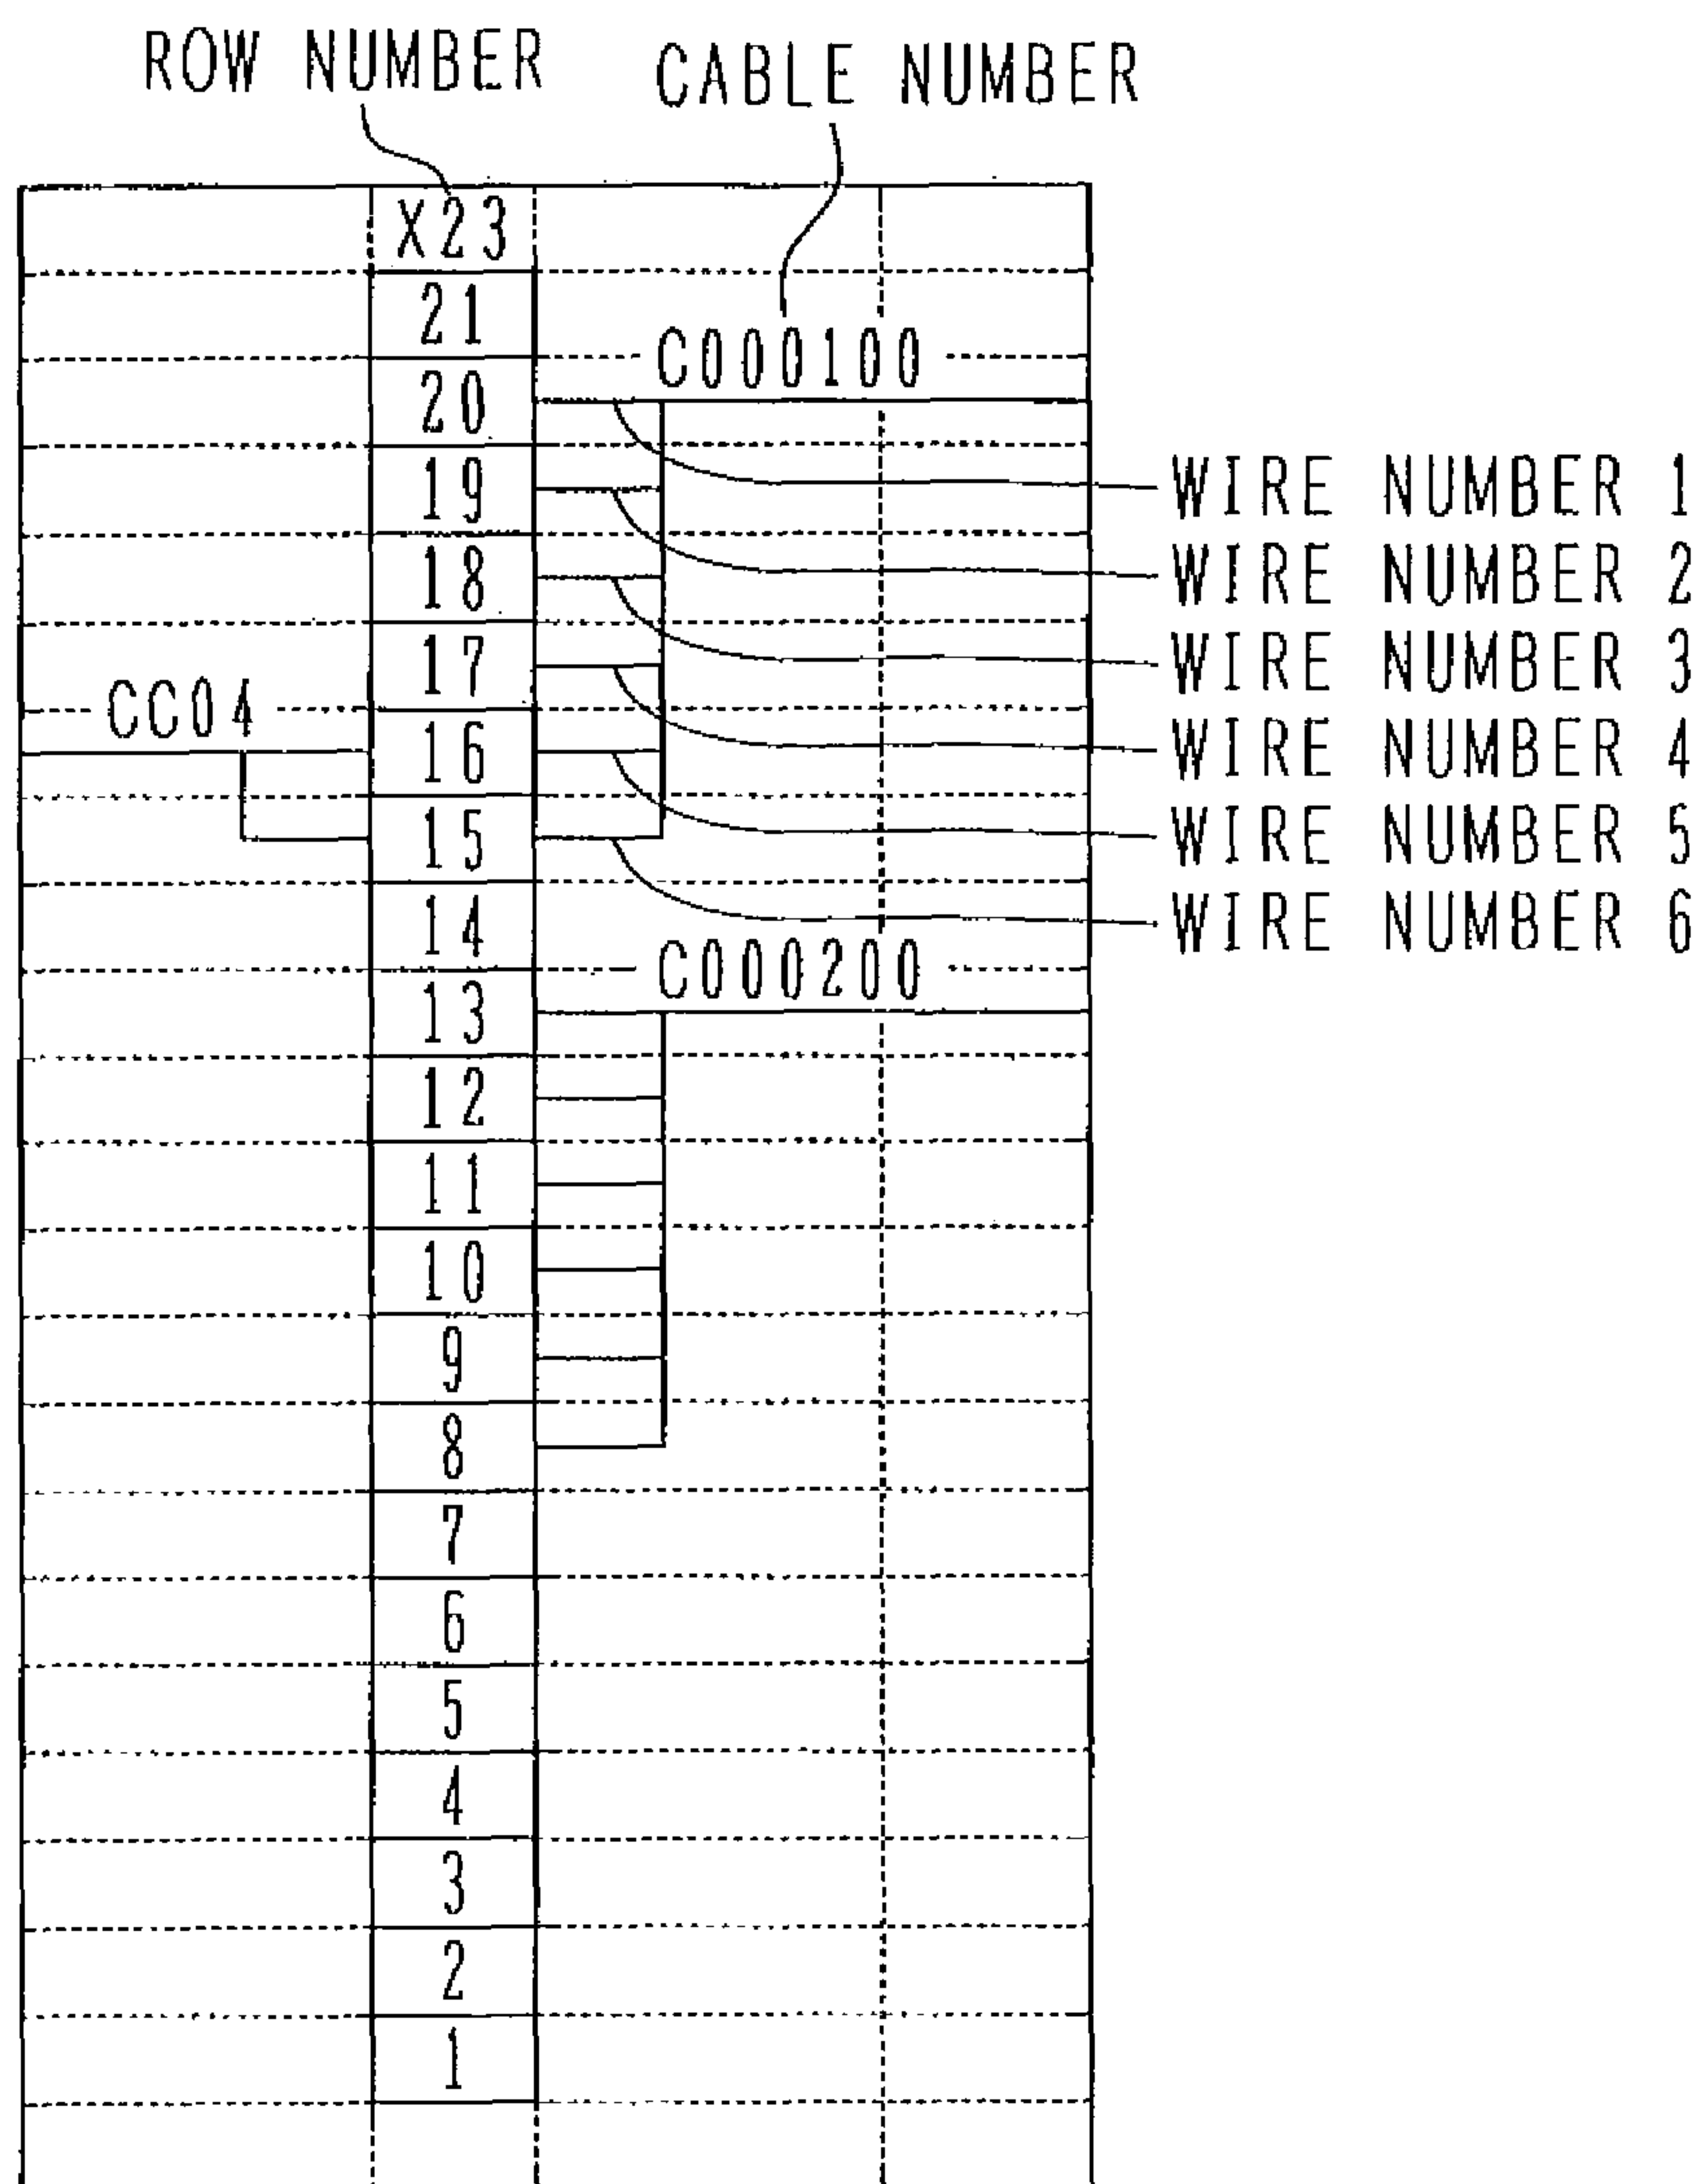 ROW NUMBER
CABLE NUMBER
X23
21
C000100
20
19
WIRE NUMBER 1
18
WIRE NUMBER 2
17
WIRE NUMBER 3
CC04
16
WIRE NUMBER 4
15
WIRE NUMBER 5
14
WIRE NUMBER 6
C000200
13
12
11
10
9
8
7
6
5
4
3
2
1